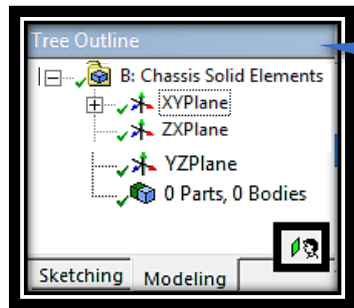 Tree Outline
B: Chassis Solid Elements
XYPlane
ZXPlane
YZPlane
0 Parts, 0 Bodies
Sketching Modeling